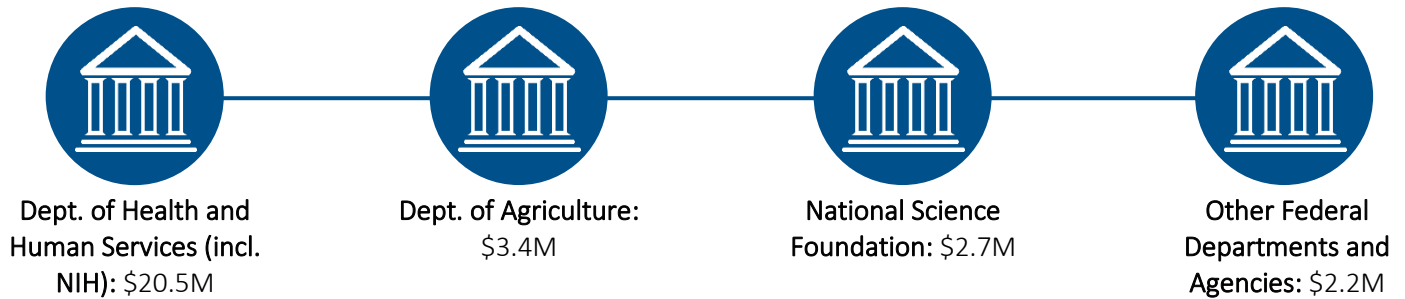 Dept. of Health and
Human Services (incl.
NIH): $20.5M
Dept. of Agriculture:
$3.4M
National Science
Foundation: $2.7M
Other Federal
Departments and
Agencies: $2.2M